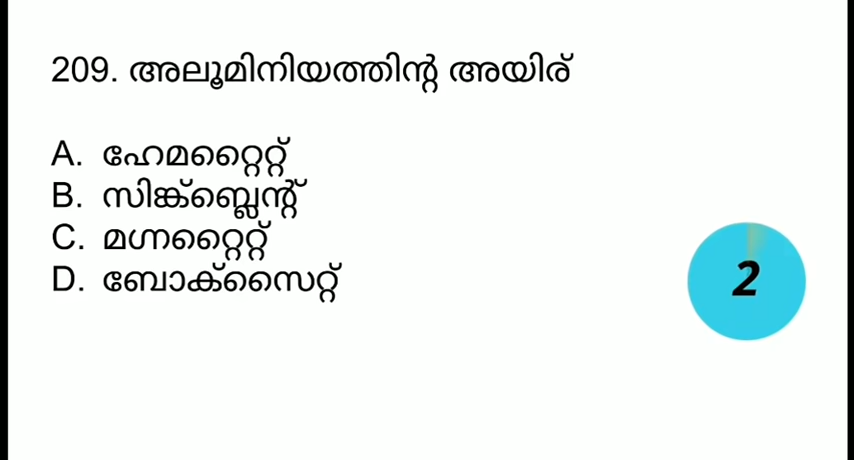 209. അലൂമിനിയത്തിന്റ അയിര്
A. ഹേമറ്റൈറ്റ്
B. സിങ്ക്ബ്ലെന്റ്
C. മഗ്നറ്റൈറ്റ്
D. ബോക്സൈറ്റ്
2